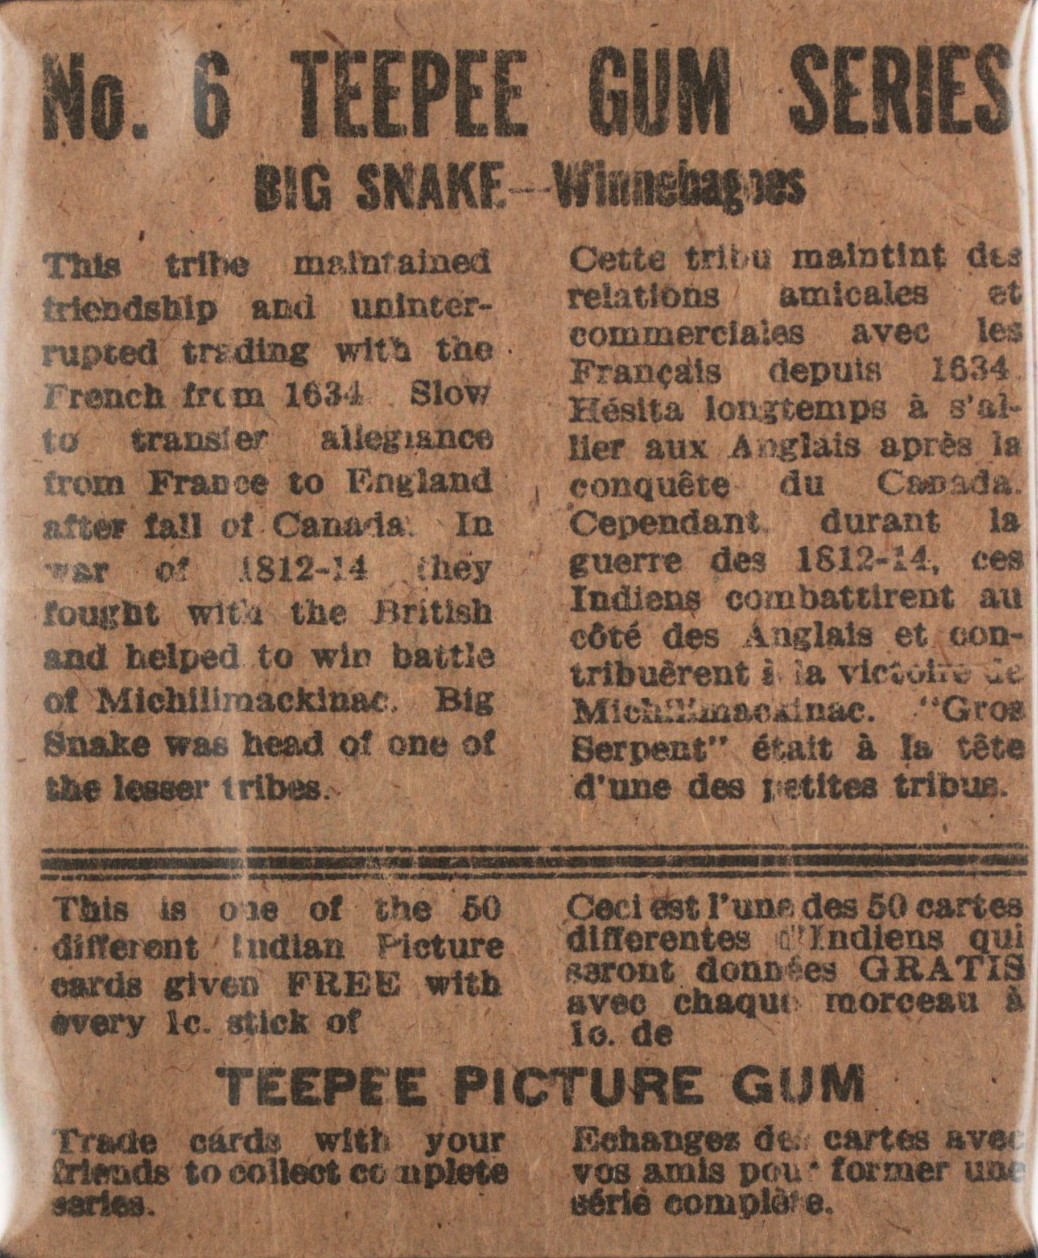 No. 6 TEEPEE GUM SERIES
BIG SNAKE—Winnebagoes
This tribe maintained
friendship and uninter-
rupted trading with the
French from 1634. Slow
to transfer allegiance
from France to England
after fall of Canada. In
war of 1812-14 they
fought with the British
and helped to win battle
of Michilimackinac. Big
Snake was head of one of
the lesser tribes.
Cette tribu maintint des
relations amicales et
commerciales avec les
Français depuis 1634.
Hésita longtemps à s'al-
lier aux Anglais après la
conquête du Canada.
Cependant durant la
guerre des 1812-14, ces
Indiens combattirent au
côté des Anglais et con-
tribuêrent à la victoire de
Michilimackinac. "Gros
Serpent" était à la tête
d'une des petites tribus.
This is one of the 50
different Indian Picture
cards given FREE with
every 1c. stick of
Ceci est l'une des 50 cartes
differentes d'Indiens qui
seront données GRATIS
avec chaque morceau à
1c. de
TEEPEE PICTURE GUM
Trade cards with your
friends to collect complete
series.
Echangez des cartes avec
vos amis pour former une
série complète.